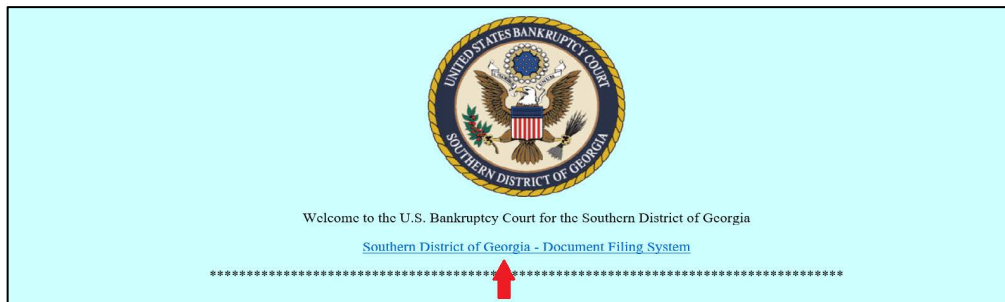 UNITED STATES BANKRUPTCY COURT
SOUTHERN DISTRICT OF GEORGIA
Welcome to the U.S. Bankruptcy Court for the Southern District of Georgia
Southern District of Georgia - Document Filing System
**************************************************************************************